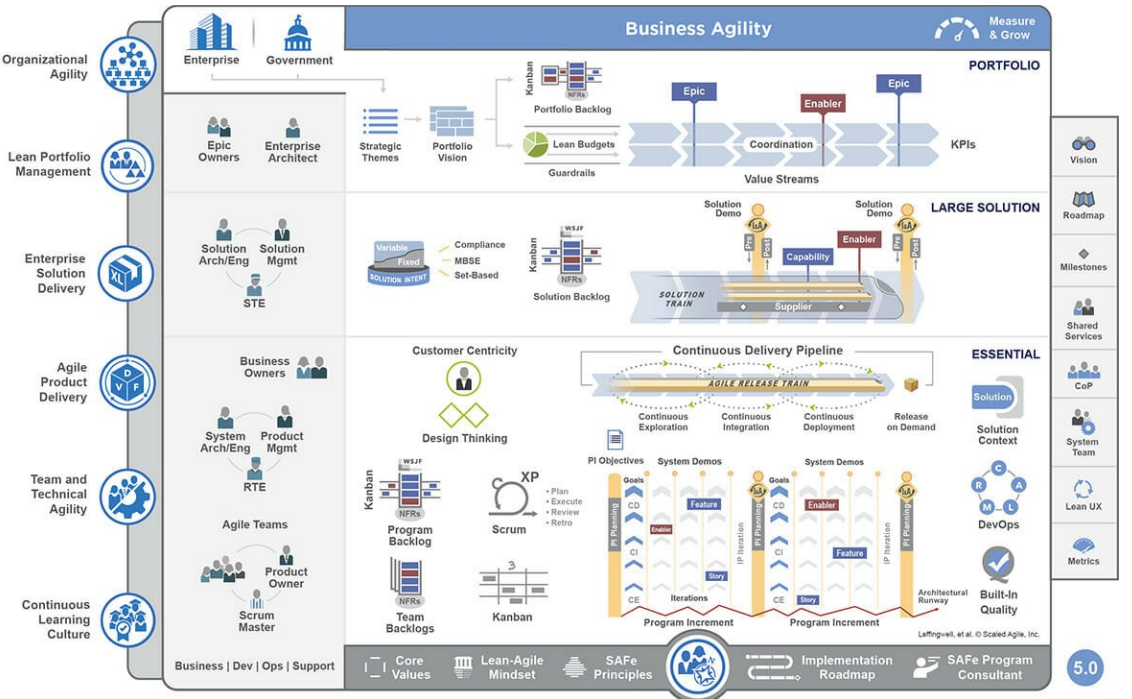 Business Agility
Measure
& Grow
Organizational
Agility
Lean Portfolio
Management
Enterprise
Solution
Delivery
Agile
Product
Delivery
Team and
Technical
Agility
Continuous
Learning
Culture
Enterprise
Government
Epic
Owners
Enterprise
Architect
PORTFOLIO
Strategic
Themes
Portfolio
Vision
Kanban
NFRs
Portfolio Backlog
Lean Budgets
Guardrails
Epic
Enabler
Epic
Coordination
KPIs
Value Streams
Solution
Arch/Eng
Solution
Mgmt
STE
LARGE SOLUTION
Variable
Fixed
SOLUTION INTENT
Compliance
MBSE
Set-Based
WSJF
Kanban
NFRs
Solution Backlog
Solution
Demo
I&A
Pre
Post
Capability
Enabler
Solution
Demo
I&A
Pre
Post
SOLUTION
TRAIN
Supplier
Business
Owners
System
Arch/Eng
Product
Mgmt
RTE
Agile Teams
Product
Owner
Scrum
Master
Business | Dev | Ops | Support
ESSENTIAL
Customer Centricity
Design Thinking
Continuous Delivery Pipeline
AGILE RELEASE TRAIN
Continuous
Exploration
Continuous
Integration
Continuous
Deployment
Release
on Demand
Solution
Solution
Context
WSJF
Kanban
NFRs
Program
Backlog
XP
Scrum
• Plan
• Execute
• Review
• Retro
NFRs
Team
Backlogs
3
Kanban
PI Objectives
System Demos
System Demos
PI Planning
Goals
CD
CI
CE
Enabler
Feature
Story
IP Iteration
Iterations
I&A
PI Planning
Goals
CD
CI
CE
Enabler
Feature
Story
IP Iteration
I&A
PI Planning
Program Increment
Program Increment
Architectural
Runway
C
A
L
M
R
DevOps
Built-In
Quality
Leffingwell, et al. © Scaled Agile, Inc.
Vision
Roadmap
Milestones
Shared
Services
CoP
System
Team
Lean UX
Metrics
XL
D
V
F
Core
Values
Lean-Agile
Mindset
SAFe
Principles
Implementation
Roadmap
SAFe Program
Consultant
5.0